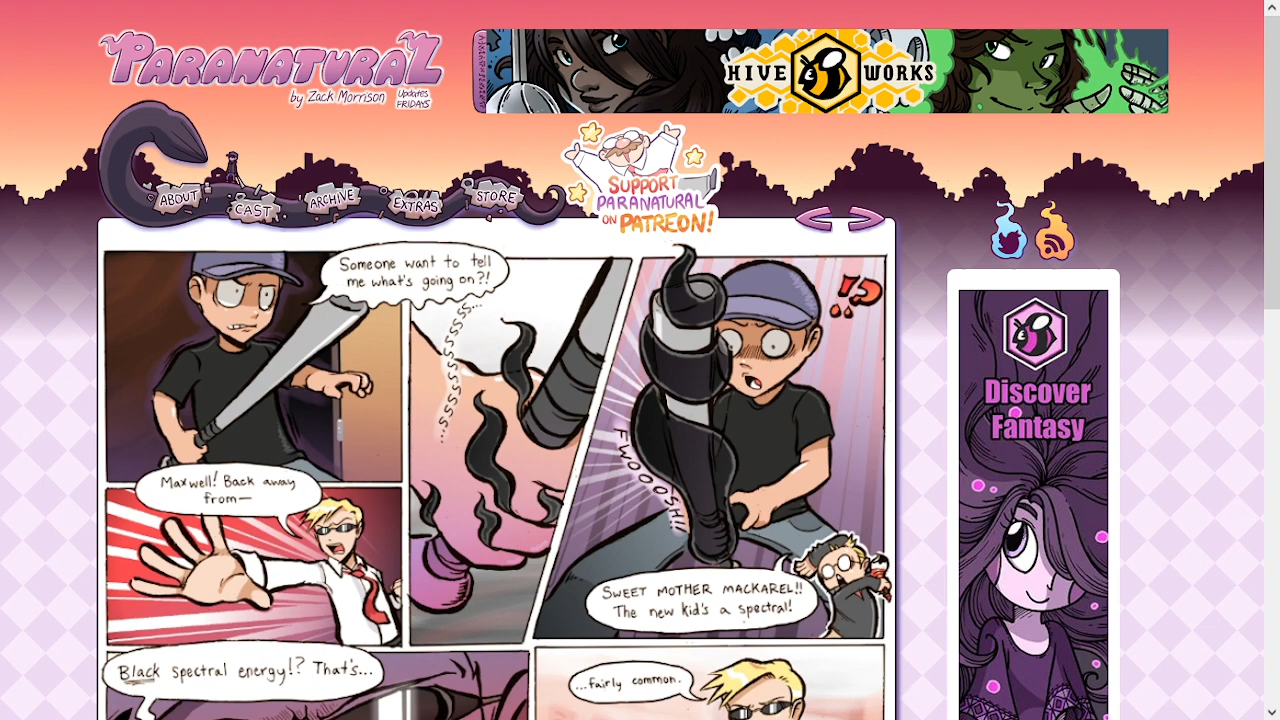 PARANATURAL
by Zack Morrison
Updates
FRIDAYS
HIVE WORKS
ABOUT
CAST
ARCHIVE
EXTRAS
STORE
SUPPORT
PARANATURAL
ON PATREON!
Someone want to tell
me what's going on?!
!?
FWOOOSH!!
Maxwell! Back away
from—
SWEET MOTHER MACKAREL!!
The new kid's a spectral!
Black spectral energy!? That's...
...fairly common.
Discover
Fantasy